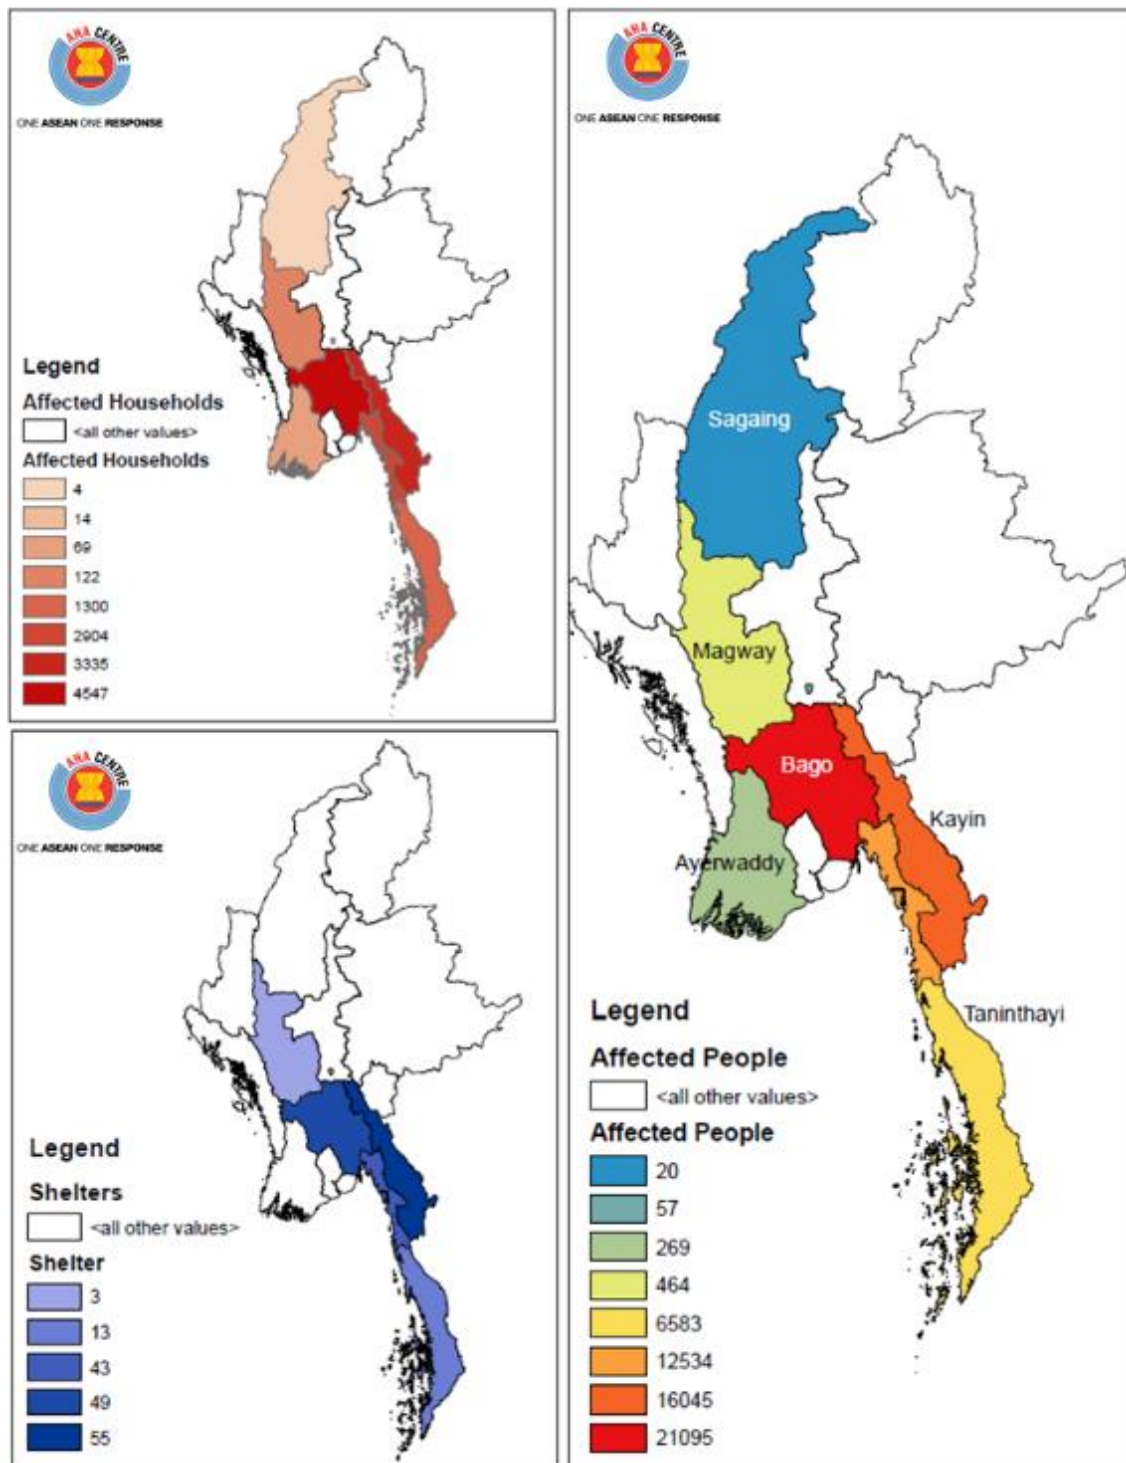 AHA CENTRE
ONE ASEAN ONE RESPONSE
Legend
Affected Households
<all other values>
Affected Households
4
14
69
122
1300
2904
3335
4547
AHA CENTRE
ONE ASEAN ONE RESPONSE
Legend
Shelters
<all other values>
Shelter
3
13
43
49
55
AHA CENTRE
ONE ASEAN ONE RESPONSE
Sagaing
Magway
Bago
Kayin
Ayerwaddy
Taninthayi
Legend
Affected People
<all other values>
Affected People
20
57
269
464
6583
12534
16045
21095